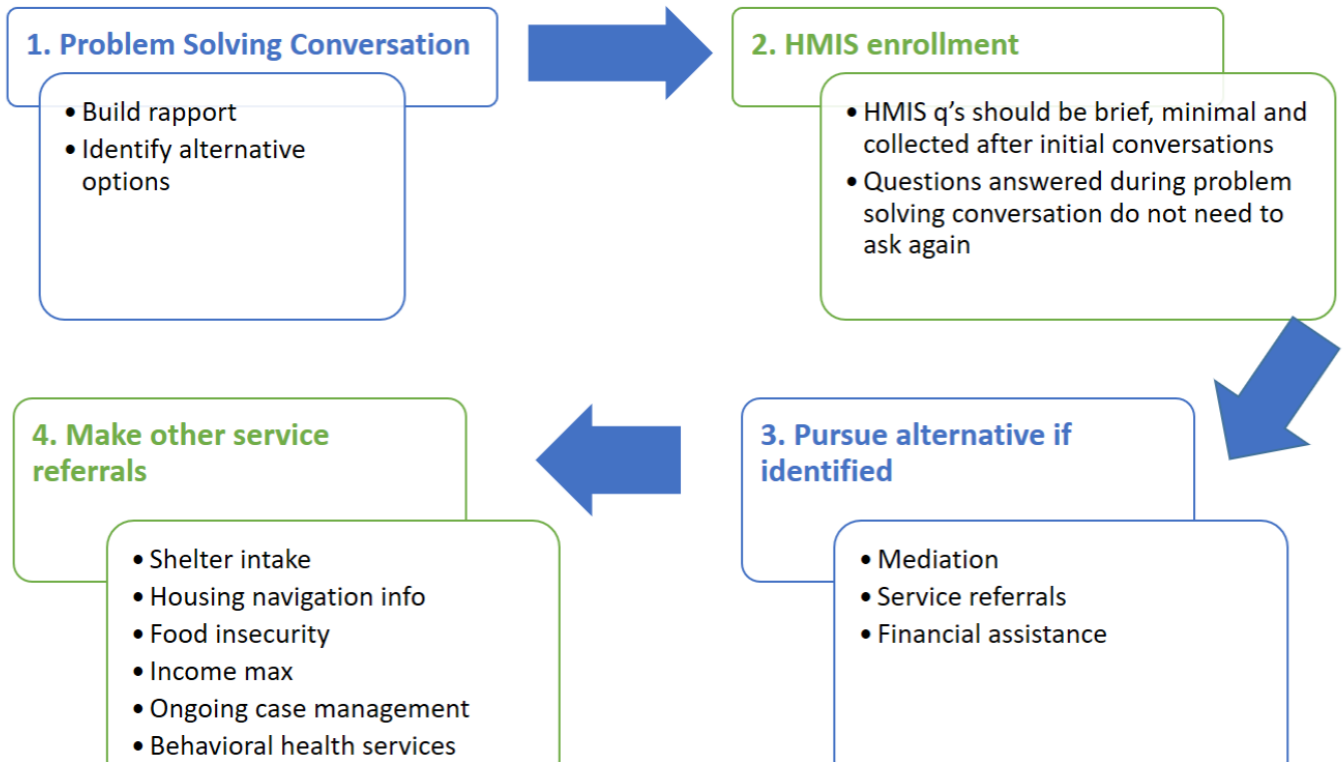 1. Problem Solving Conversation
• Build rapport
• Identify alternative
options
2. HMIS enrollment
• HMIS q’s should be brief, minimal and
collected after initial conversations
• Questions answered during problem
solving conversation do not need to
ask again
3. Pursue alternative if
identified
• Mediation
• Service referrals
• Financial assistance
4. Make other service
referrals
• Shelter intake
• Housing navigation info
• Food insecurity
• Income max
• Ongoing case management
• Behavioral health services